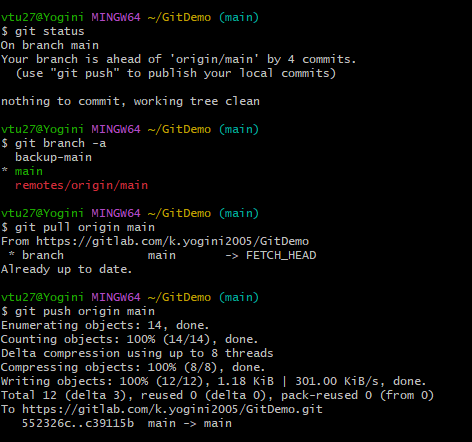 vtu27@Yogini MINGW64 ~/GitDemo (main)
$ git status
On branch main
Your branch is ahead of 'origin/main' by 4 commits.
  (use "git push" to publish your local commits)
nothing to commit, working tree clean
vtu27@Yogini MINGW64 ~/GitDemo (main)
$ git branch -a
  backup-main
* main
  remotes/origin/main
vtu27@Yogini MINGW64 ~/GitDemo (main)
$ git pull origin main
From https://gitlab.com/k.yogini2005/GitDemo
 * branch            main       -> FETCH_HEAD
Already up to date.
vtu27@Yogini MINGW64 ~/GitDemo (main)
$ git push origin main
Enumerating objects: 14, done.
Counting objects: 100% (14/14), done.
Delta compression using up to 8 threads
Compressing objects: 100% (8/8), done.
Writing objects: 100% (12/12), 1.18 KiB | 301.00 KiB/s, done.
Total 12 (delta 3), reused 0 (delta 0), pack-reused 0 (from 0)
To https://gitlab.com/k.yogini2005/GitDemo.git
   552326c..c39115b  main -> main